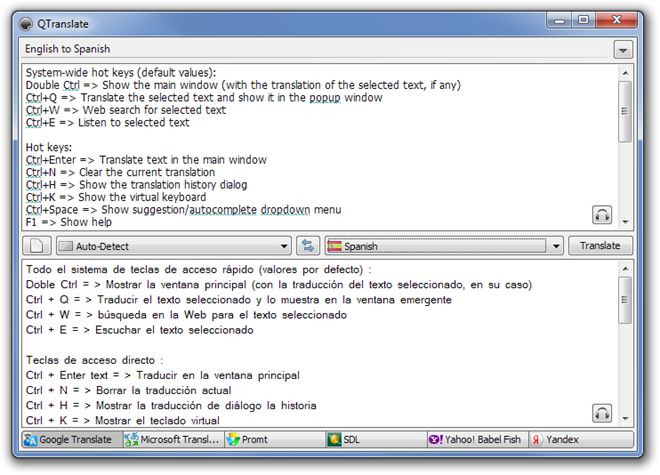 QTranslate
English to Spanish
System-wide hot keys (default values):
Double Ctrl => Show the main window (with the translation of the selected text, if any)
Ctrl+Q => Translate the selected text and show it in the popup window
Ctrl+W => Web search for selected text
Ctrl+E => Listen to selected text
Hot keys:
Ctrl+Enter => Translate text in the main window
Ctrl+N => Clear the current translation
Ctrl+H => Show the translation history dialog
Ctrl+K => Show the virtual keyboard
Ctrl+Space => Show suggestion/autocomplete dropdown menu
F1 => Show help
Auto-Detect Spanish Translate
Todo el sistema de teclas de acceso rápido (valores por defecto) :
Doble Ctrl = > Mostrar la ventana principal (con la traducción del texto seleccionado, en su caso)
Ctrl + Q = > Traducir el texto seleccionado y lo muestra en la ventana emergente
Ctrl + W = > búsqueda en la Web para el texto seleccionado
Ctrl + E = > Escuchar el texto seleccionado
Teclas de acceso directo :
Ctrl + Enter text = > Traducir en la ventana principal
Ctrl + N = > Borrar la traducción actual
Ctrl + H = > Mostrar la traducción de diálogo la historia
Ctrl + K = > Mostrar el teclado virtual
Google Translate Microsoft Transl... Promt SDL Yahoo! Babel Fish Yandex